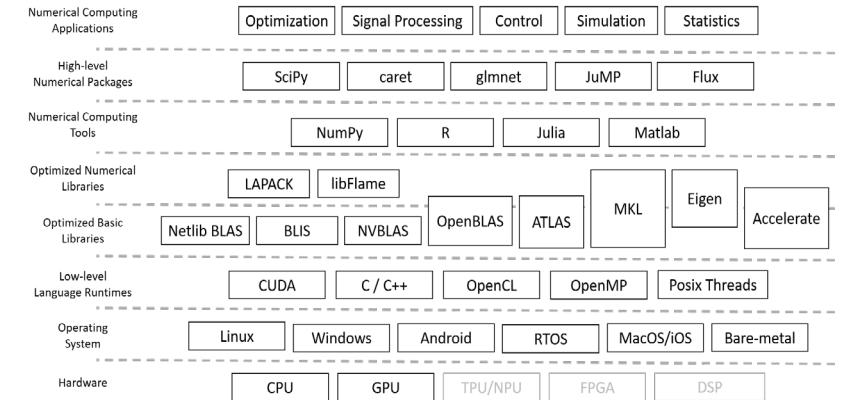 Numerical Computing
Applications
Optimization Signal Processing Control Simulation Statistics
High-level
Numerical Packages
SciPy caret glmnet JuMP Flux
Numerical Computing
Tools
NumPy R Julia Matlab
Optimized Numerical
Libraries
LAPACK libFlame
OpenBLAS ATLAS MKL Eigen Accelerate
Optimized Basic
Libraries
Netlib BLAS BLIS NVBLAS
Low-level
Language Runtimes
CUDA C / C++ OpenCL OpenMP Posix Threads
Operating
System
Linux Windows Android RTOS MacOS/iOS Bare-metal
Hardware
CPU GPU TPU/NPU FPGA DSP